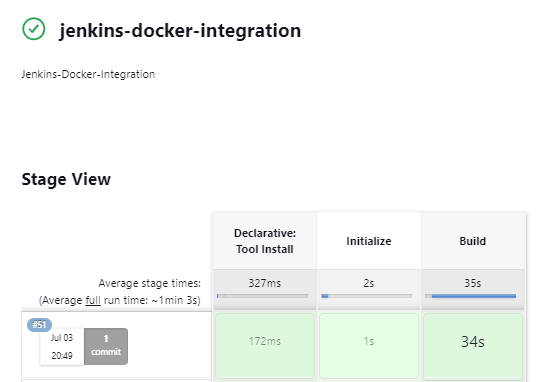 jenkins-docker-integration
Jenkins-Docker-Integration
Stage View
Declarative:
Tool Install
Initialize
Build
Average stage times:
327ms
2s
35s
(Average full run time: ~1min 3s)
#51
Jul 03
1
20:49
commit
172ms
1s
34s